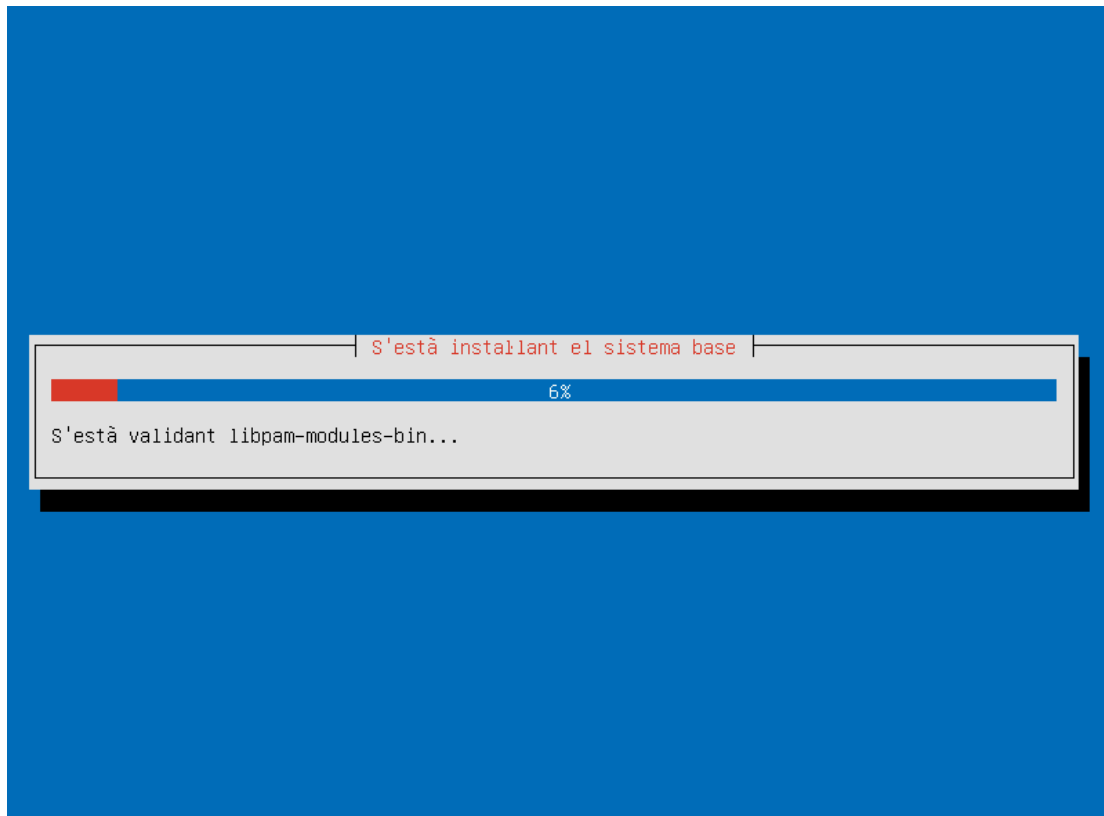 S'està instaŀlant el sistema base
6%
S'està validant libpam-modules-bin...